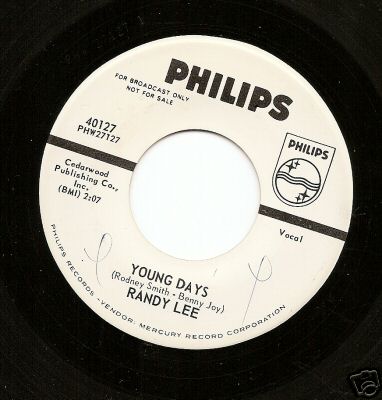 PHILIPS
FOR BROADCAST ONLY
NOT FOR SALE
40127
PHW27127
Cedarwood
Publishing Co.,
Inc.
(BMI) 2:07
PHILIPS
Vocal
YOUNG DAYS
(Rodney Smith - Benny Joy)
RANDY LEE
PHILIPS RECORDS - VENDOR: MERCURY RECORD CORPORATION